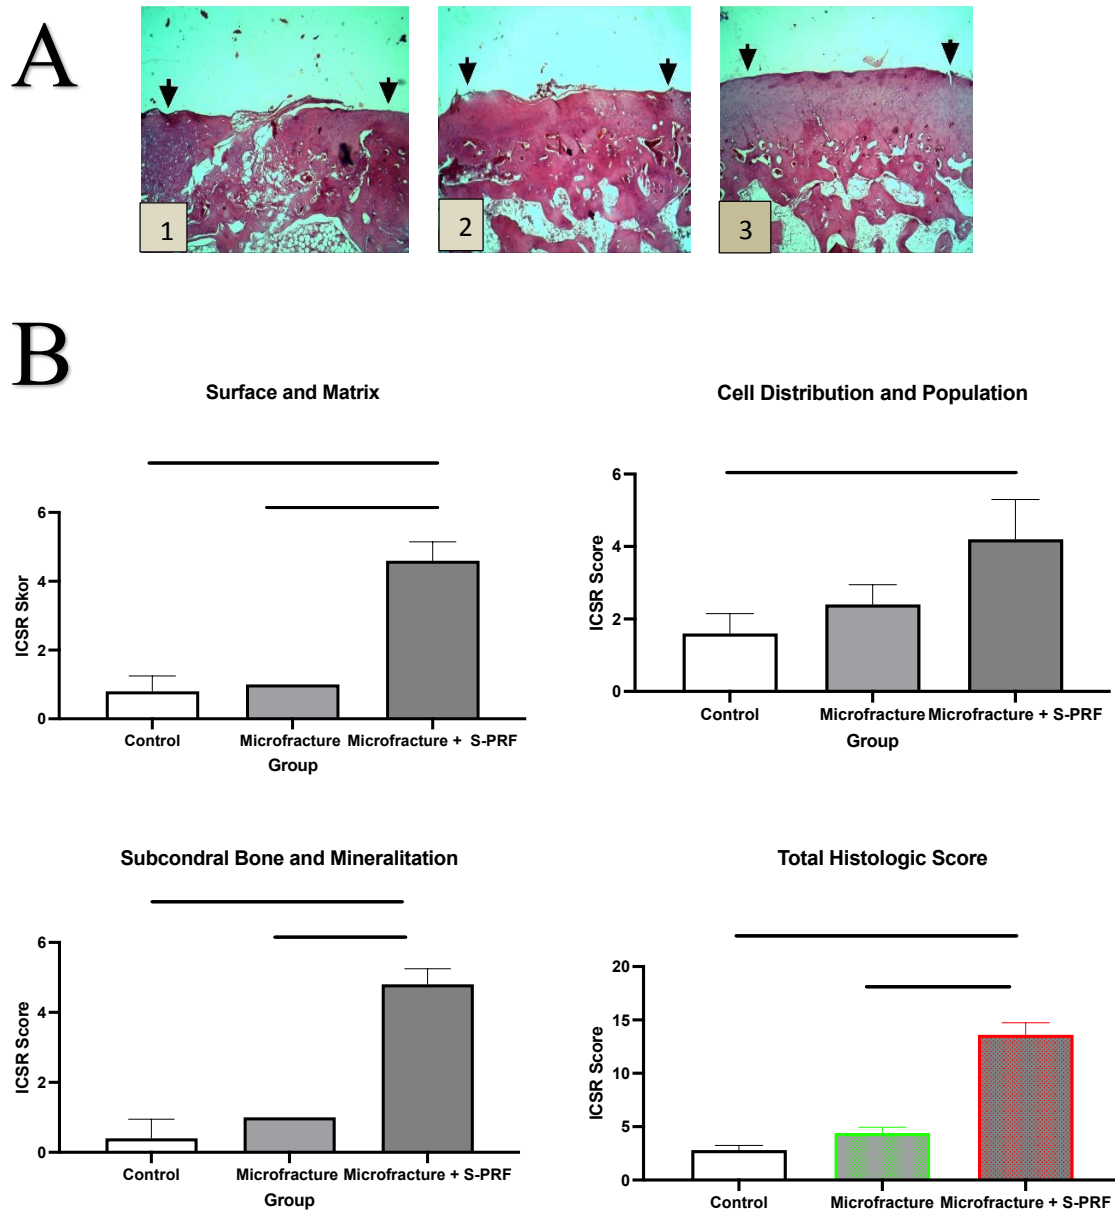 A
1
2
3
B
Surface and Matrix
ICSR Skor
6
4
2
0
Control
Microfracture
Microfracture + S-PRF
Group
Cell Distribution and Population
ICSR Score
6
4
2
0
Control
Microfracture
Microfracture + S-PRF
Group
Subcondral Bone and Mineralitation
ICSR Score
6
4
2
0
Control
Microfracture
Microfracture + S-PRF
Group
Total Histologic Score
ICSR Score
20
15
10
5
0
Control
Microfracture
Microfracture + S-PRF